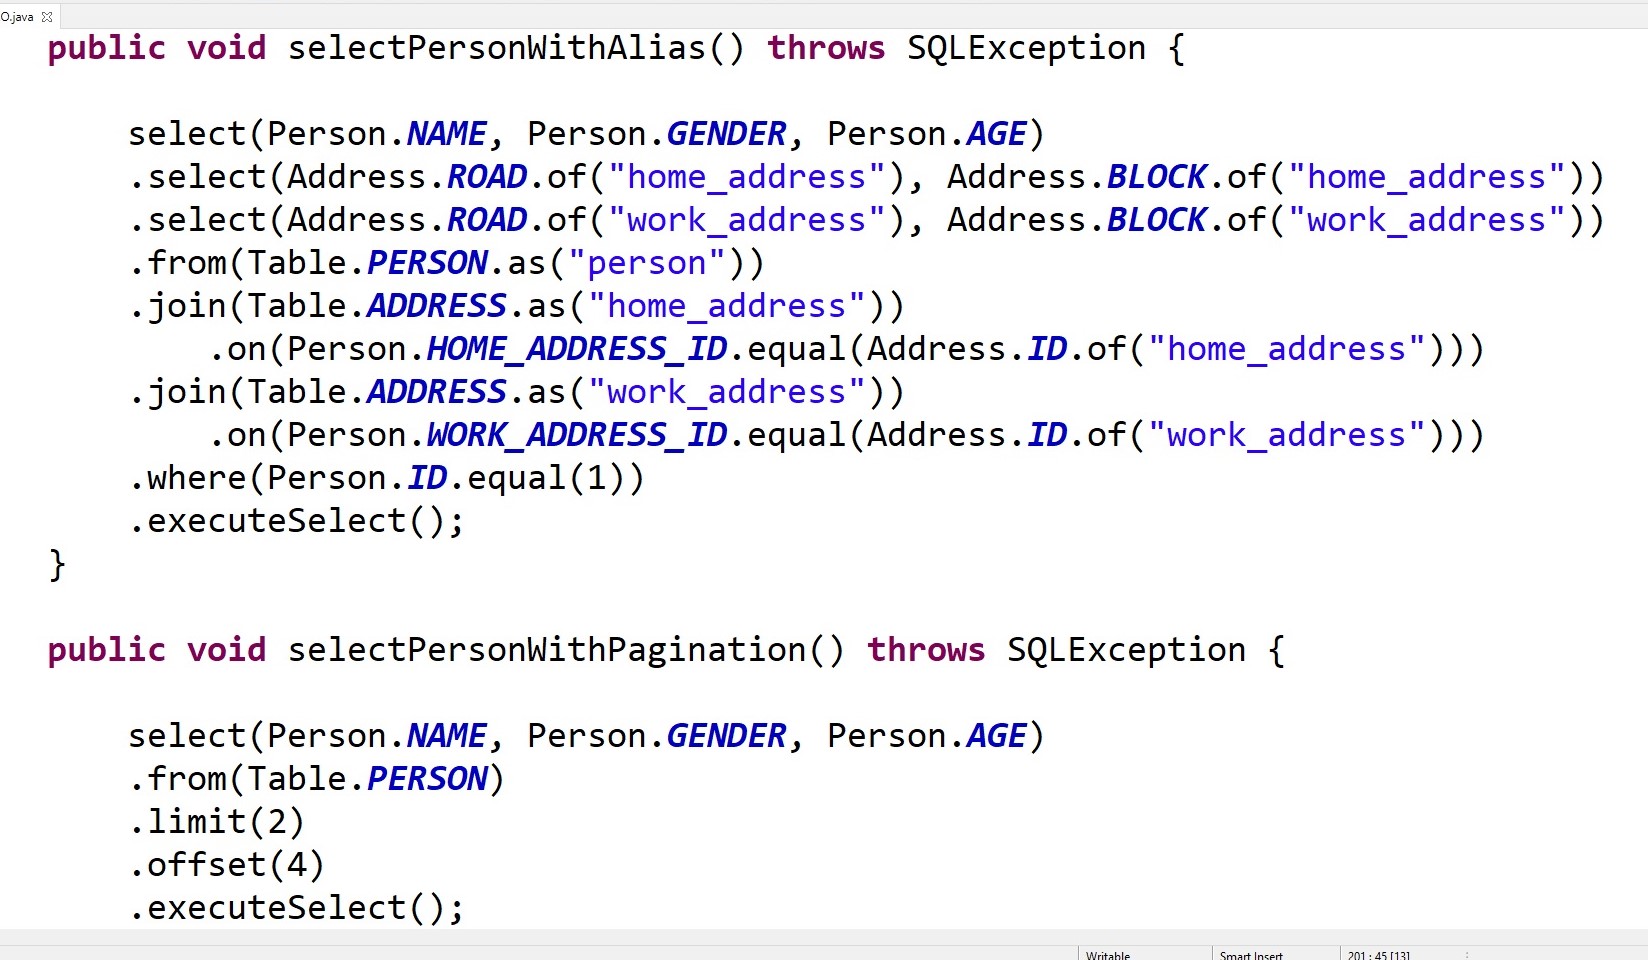 O.java
public void selectPersonWithAlias() throws SQLException {
select(Person.NAME, Person.GENDER, Person.AGE)
.select(Address.ROAD.of("home_address"), Address.BLOCK.of("home_address"))
.select(Address.ROAD.of("work_address"), Address.BLOCK.of("work_address"))
.from(Table.PERSON.as("person"))
.join(Table.ADDRESS.as("home_address"))
.on(Person.HOME_ADDRESS_ID.equal(Address.ID.of("home_address")))
.join(Table.ADDRESS.as("work_address"))
.on(Person.WORK_ADDRESS_ID.equal(Address.ID.of("work_address")))
.where(Person.ID.equal(1))
.executeSelect();
}
public void selectPersonWithPagination() throws SQLException {
select(Person.NAME, Person.GENDER, Person.AGE)
.from(Table.PERSON)
.limit(2)
.offset(4)
.executeSelect();
Writable Smart Insert 201 : 45 [13]